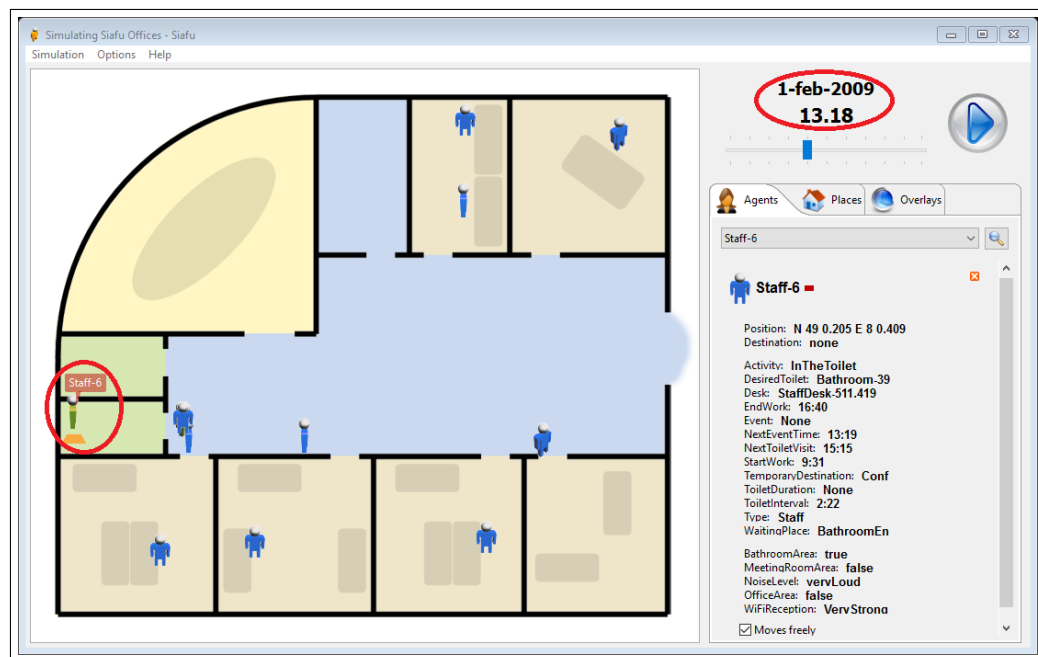 Simulating Siafu Offices - Siafu
Simulation Options Help
1-feb-2009
13.18
Agents Places Overlays
Staff-6
Staff-6
Position: N 49 0.205 E 8 0.409
Destination: none
Activity: InTheToilet
DesiredToilet: Bathroom-39
Desk: StaffDesk-511.419
EndWork: 16:40
Event: None
NextEventTime: 13:19
NextToiletVisit: 15:15
StartWork: 9:31
TemporaryDestination: Conf
ToiletDuration: None
ToiletInterval: 2:22
Type: Staff
WaitingPlace: BathroomEn
BathroomArea: true
MeetingRoomArea: false
NoiseLevel: veryLoud
OfficeArea: false
WiFiReception: VeryStrong
Moves freely
Staff-6